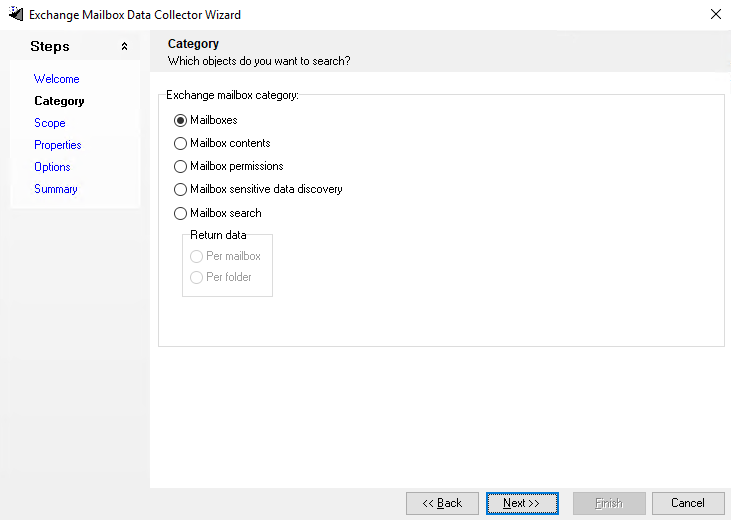 Exchange Mailbox Data Collector Wizard
Steps
Welcome
Category
Scope
Properties
Options
Summary
Category
Which objects do you want to search?
Exchange mailbox category:
Mailboxes
Mailbox contents
Mailbox permissions
Mailbox sensitive data discovery
Mailbox search
Return data
Per mailbox
Per folder
<< Back
Next >>
Finish
Cancel